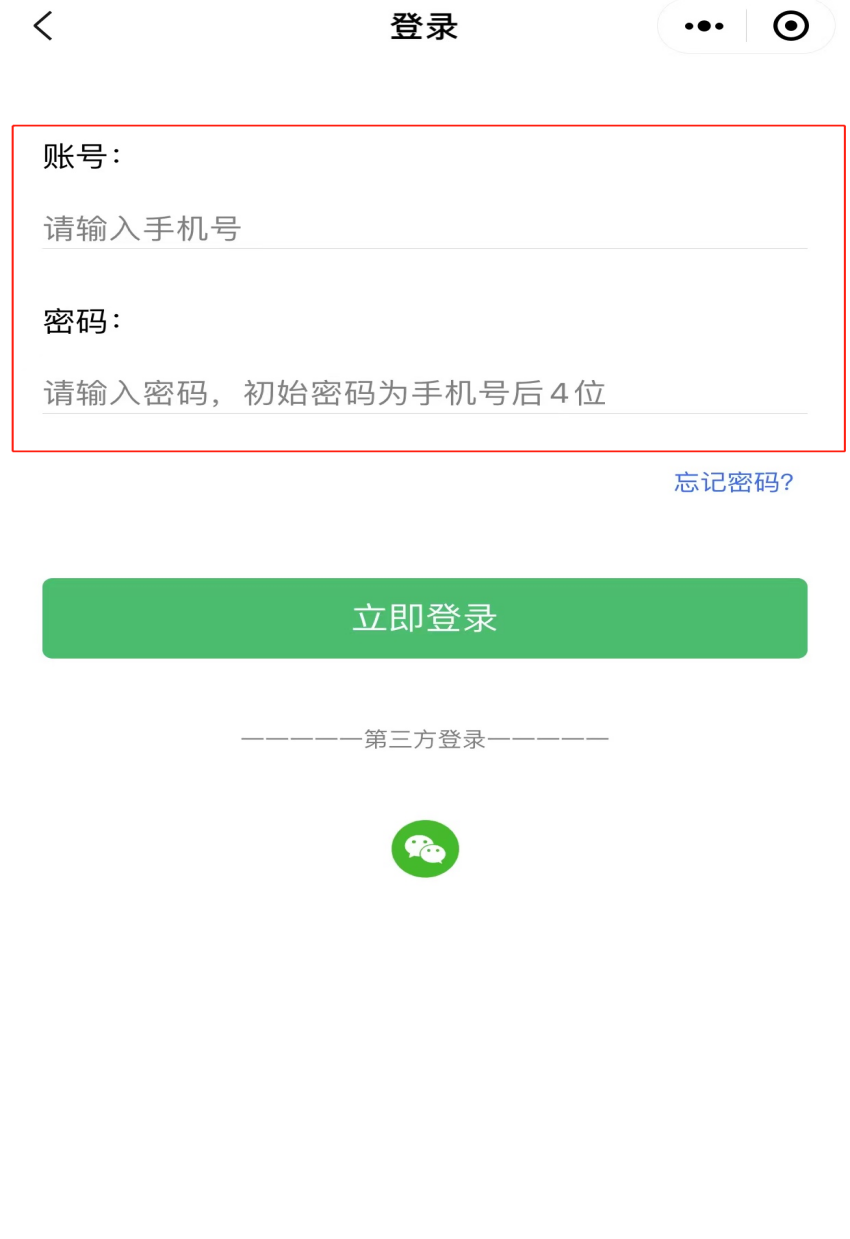 登录
账号：
请输入手机号
密码：
请输入密码，初始密码为手机号后4位
忘记密码?
立即登录
—————第三方登录—————